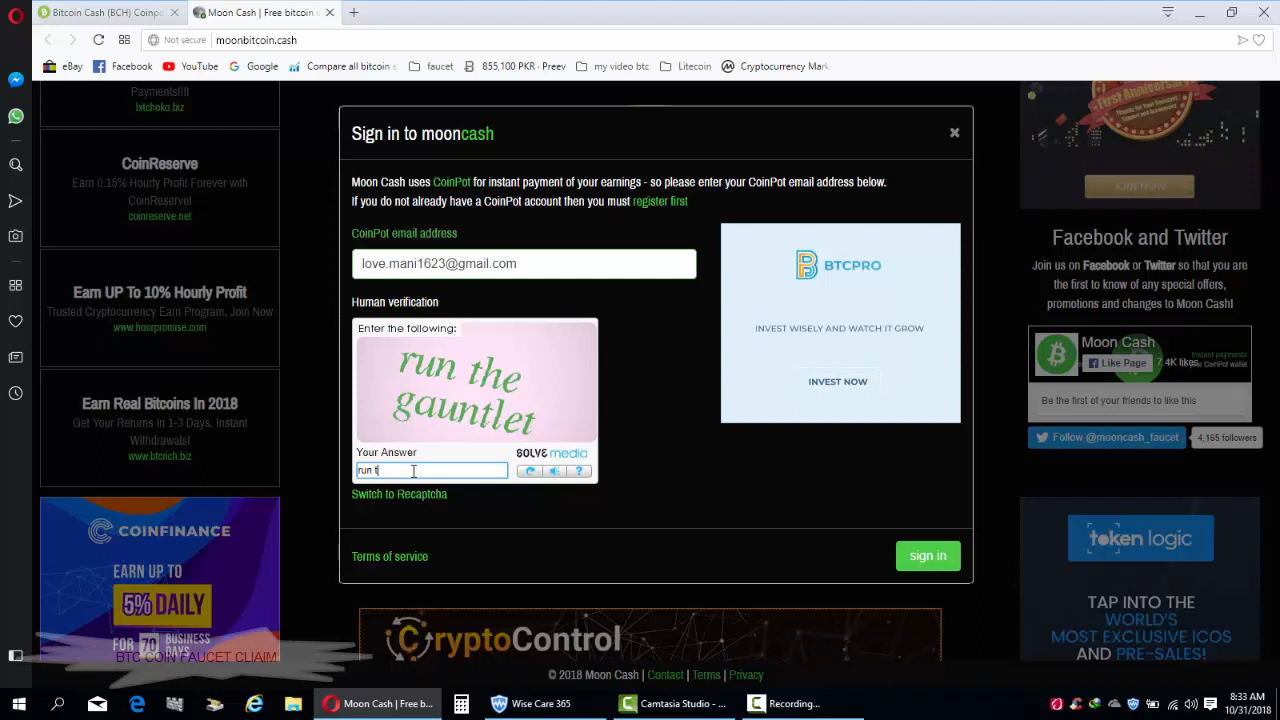 Bitcoin Cash (BCH) Coinpo
Moon Cash | Free bitcoin c
Not secure
moonbitcoin.cash
eBay
Facebook
YouTube
Google
Compare all bitcoin
faucet
855,100 PKR · Preev
my video btc
Litecoin
Cryptocurrency Mark
Payments!!!!
bitchoko.biz
CoinReserve
Earn 0.15% Hourly Profit Forever with
CoinReserve!
coinreserve.net
Earn UP To 10% Hourly Profit
Trusted Cryptocurrency Earn Program, Join Now
www.hourpromise.com
Earn Real Bitcoins In 2018
Get Your Returns in 1-3 Days, Instant
Withdrawals!
www.btcrich.biz
COINFINANCE
EARN UP TO
5% DAILY
FOR 70 BUSINESS
DAYS
BTC COIN FAUCET CLIAIM
Sign in to mooncash
Moon Cash uses CoinPot for instant payment of your earnings - so please enter your CoinPot email address below.
If you do not already have a CoinPot account then you must register first
CoinPot email address
love.mani1623@gmail.com
Human verification
Enter the following:
run the
gauntlet
Your Answer
SOLVE media
run t
Switch to Recaptcha
Terms of service
sign in
BTCPRO
INVEST WISELY AND WATCH IT GROW
INVEST NOW
First Anniversary
JOIN NOW
Facebook and Twitter
Join us on Facebook or Twitter so that you are
the first to know of any special offers,
promotions and changes to Moon Cash!
Moon Cash
Like Page
7.4K likes
Instant payments
Be the first of your friends to like this
Follow @mooncash_faucet
4,165 followers
token logic
TAP INTO THE
WORLD'S
MOST EXCLUSIVE ICOS
AND PRE-SALES!
CryptoControl
© 2018 Moon Cash | Contact | Terms | Privacy
Moon Cash | Free b...
Wise Care 365
Camtasia Studio - ...
Recording...
8:33 AM
10/31/2018